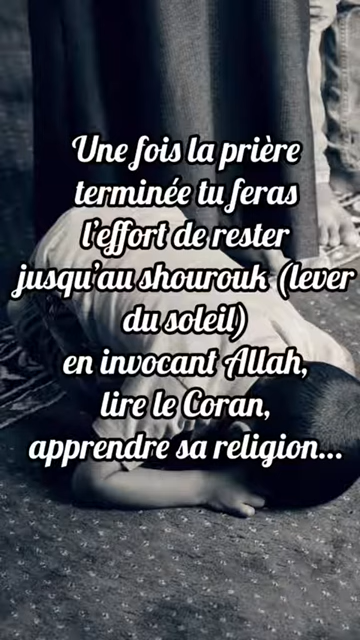 Une fois la prière
terminée tu feras
l'effort de rester
jusqu'au shourouk (lever
du soleil)
en invocant Allah,
lire le Coran,
apprendre sa religion...